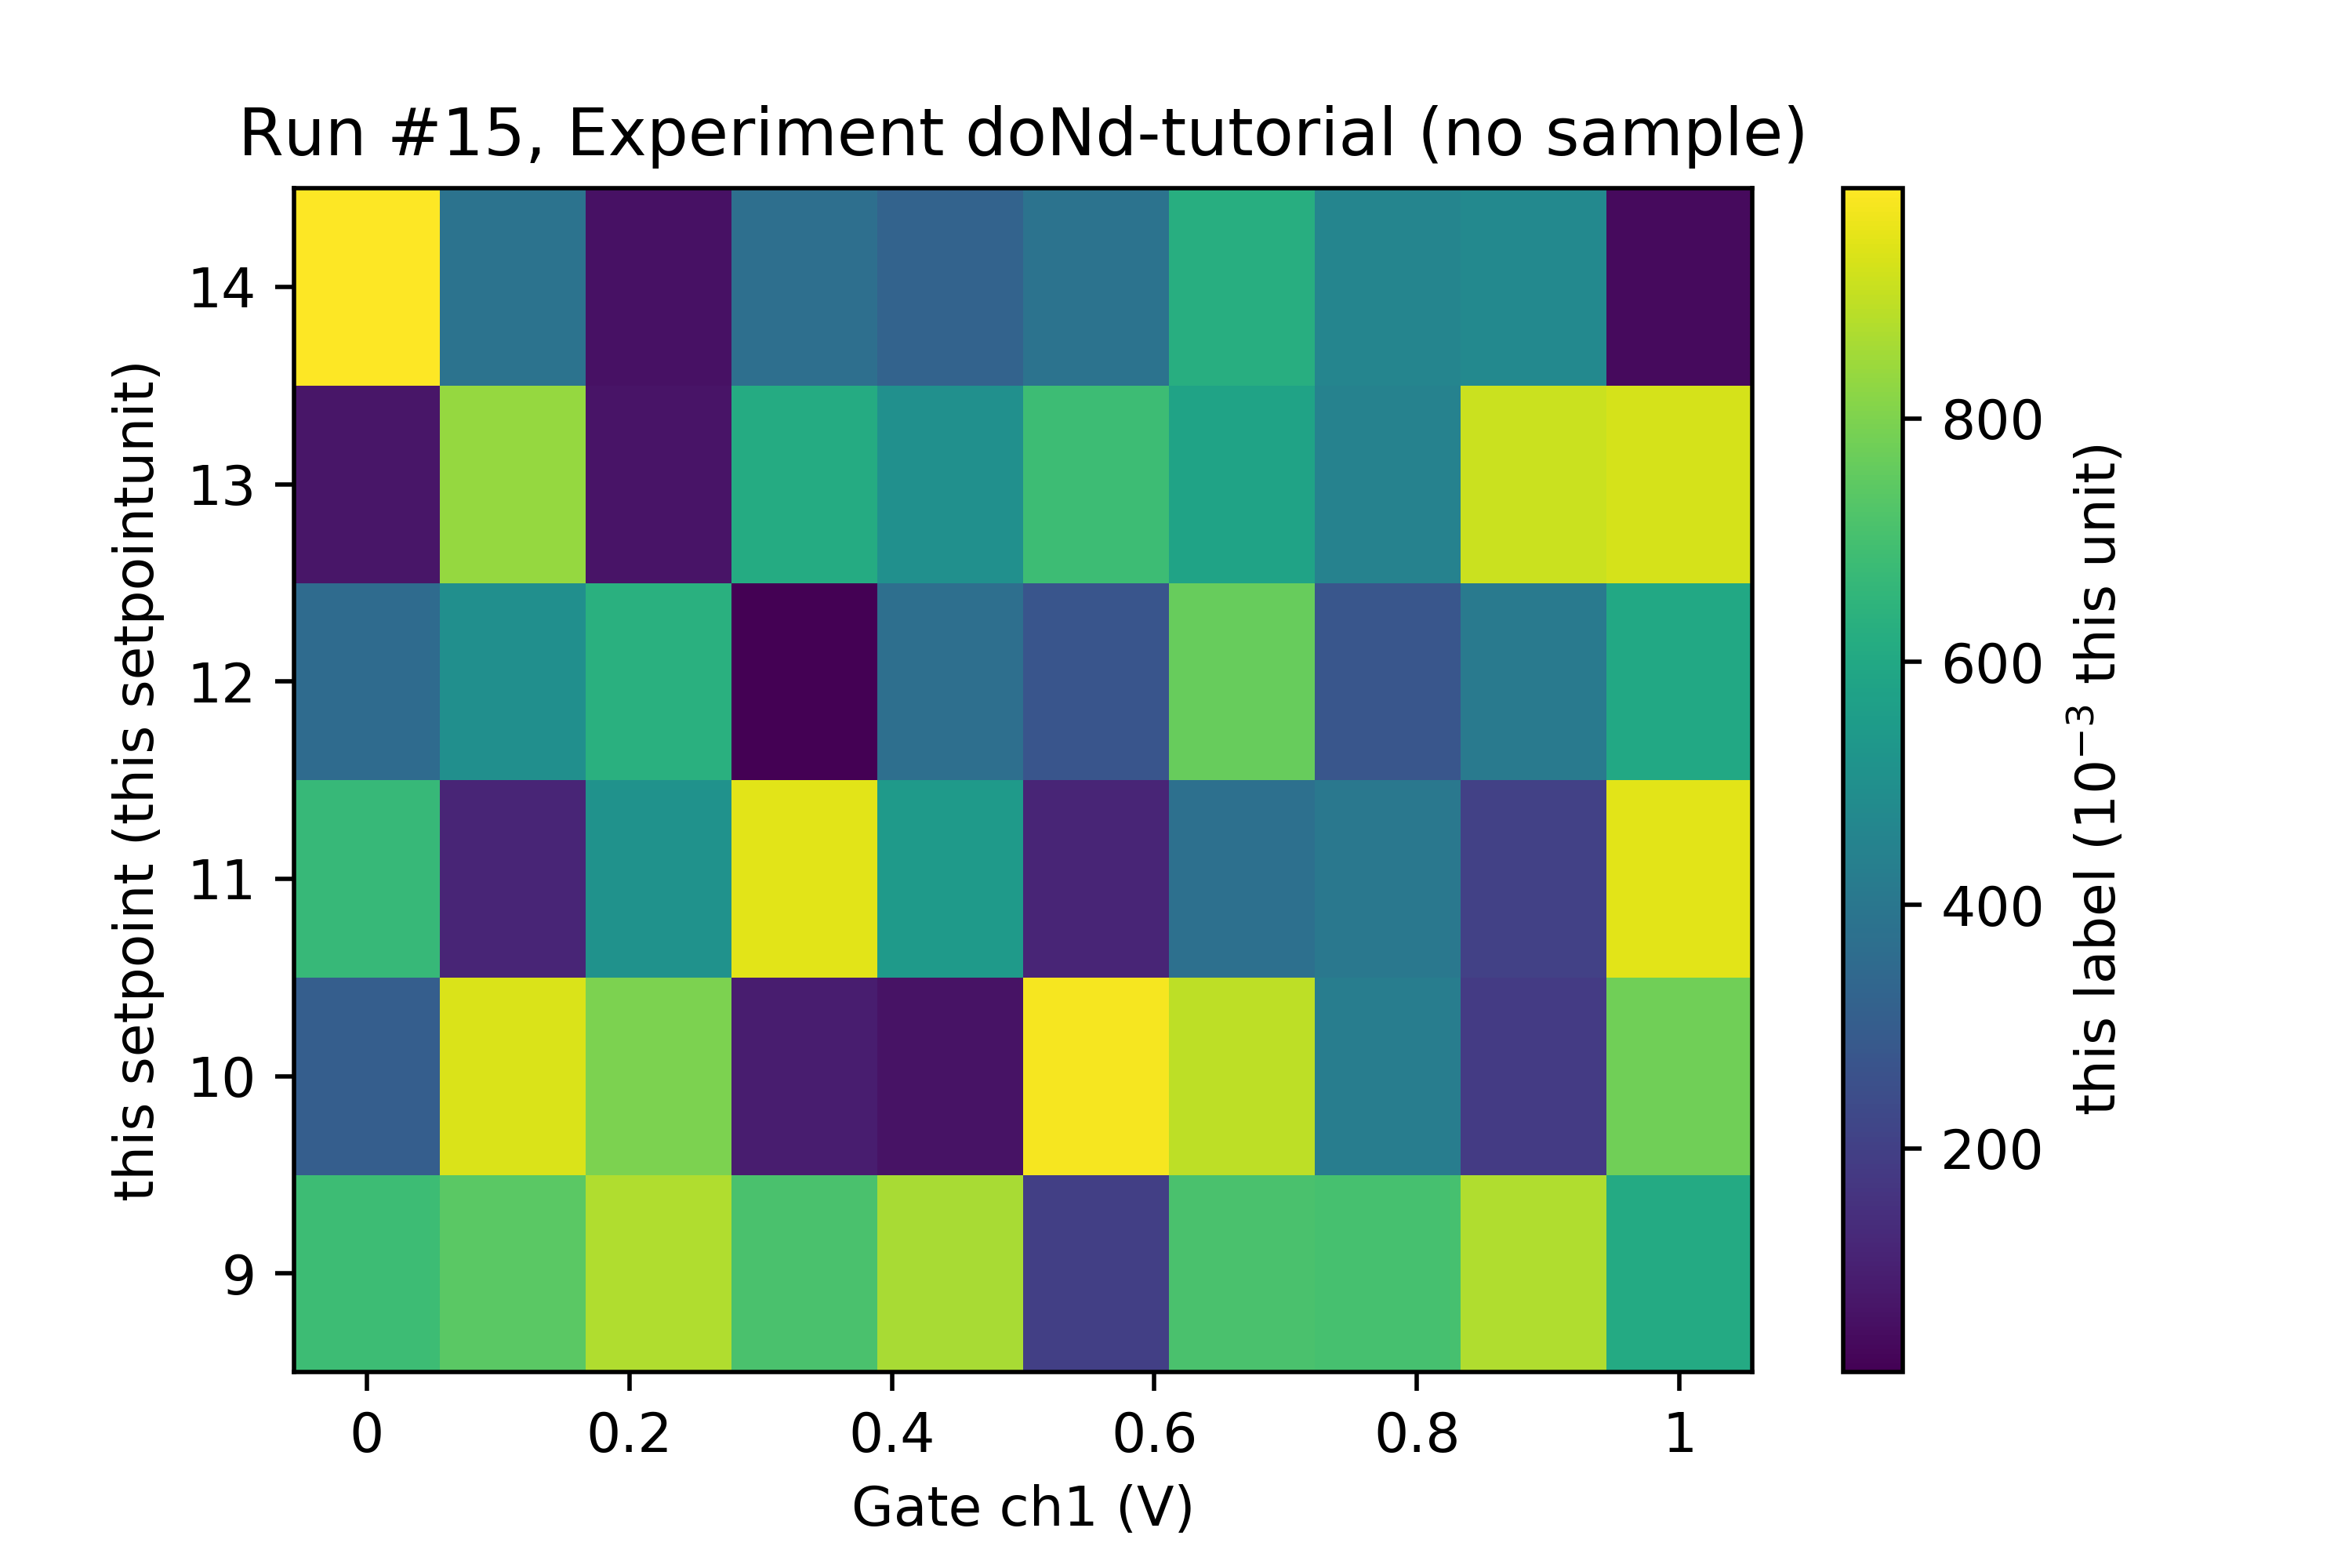 Run #15, Experiment doNd-tutorial (no sample)
this setpoint (this setpointunit)
14
13
12
11
10
9
0 0.2 0.4 0.6 0.8 1
Gate ch1 (V)
800
600
400
200
this label (10⁻³ this unit)